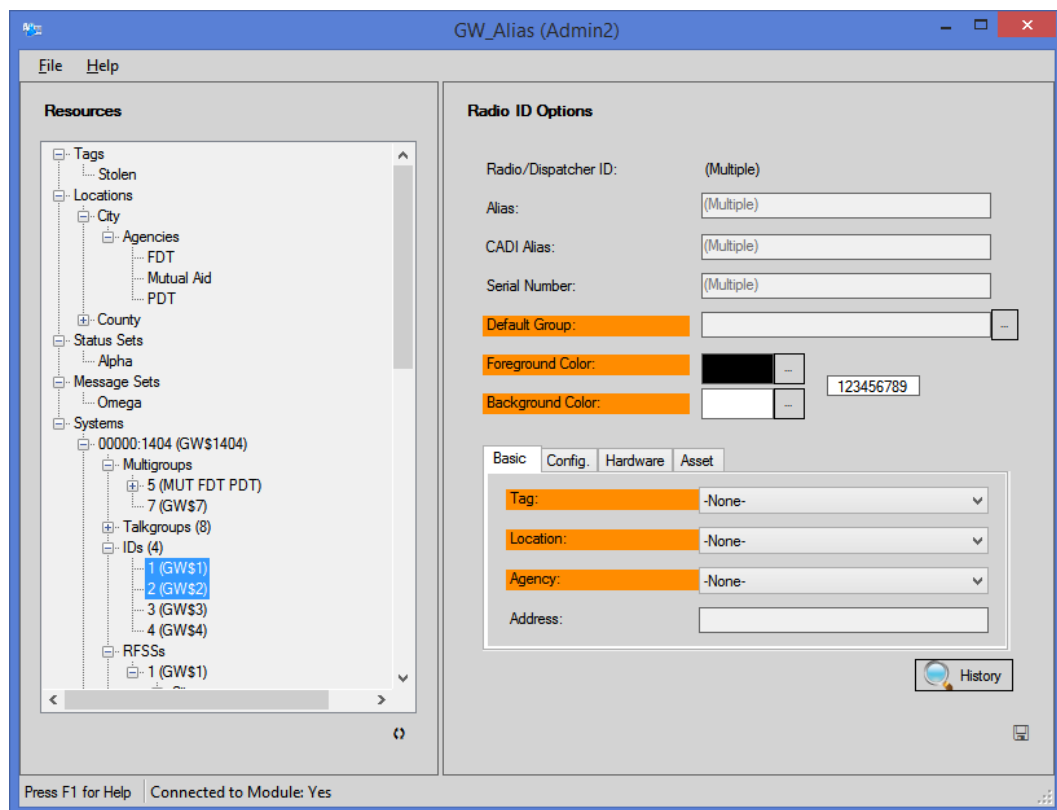 GW_Alias (Admin2)
File Help
Resources
Tags
Stolen
Locations
City
Agencies
FDT
Mutual Aid
PDT
County
Status Sets
Alpha
Message Sets
Omega
Systems
00000:1404 (GW$1404)
Multigroups
5 (MUT FDT PDT)
7 (GW$7)
Talkgroups (8)
IDs (4)
1 (GW$1)
2 (GW$2)
3 (GW$3)
4 (GW$4)
RFSSs
1 (GW$1)
Radio ID Options
Radio/Dispatcher ID: (Multiple)
Alias: (Multiple)
CADI Alias: (Multiple)
Serial Number: (Multiple)
Default Group: ...
Foreground Color: ...
123456789
Background Color: ...
Basic Config. Hardware Asset
Tag: -None-
Location: -None-
Agency: -None-
Address:
History
Press F1 for Help Connected to Module: Yes